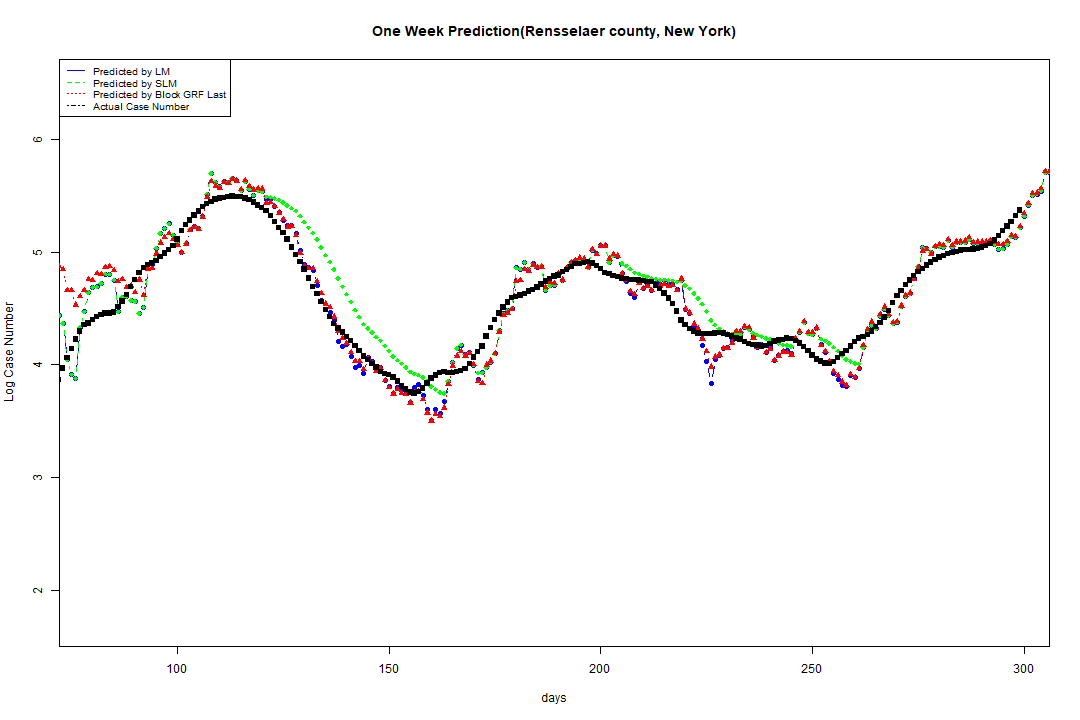 One Week Prediction(Rensselaer county, New York)
Predicted by LM
Predicted by SLM
Predicted by Block GRF Last
Actual Case Number
6
5
4
3
2
Log Case Number
100 150 200 250 300
days